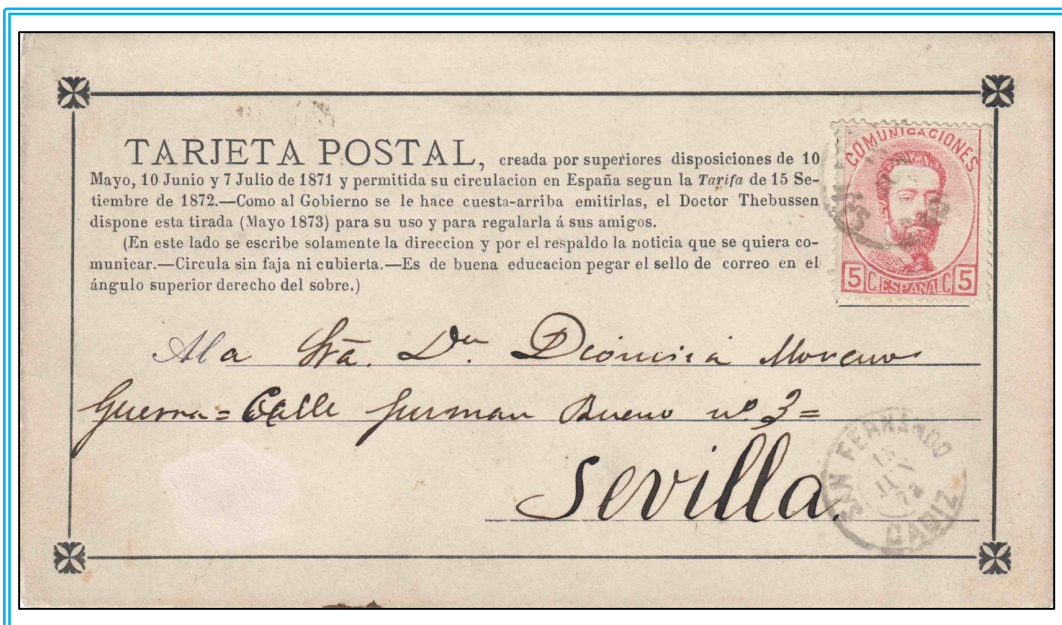 TARJETA POSTAL, creada por superiores disposiciones de 10
Mayo, 10 Junio y 7 Julio de 1871 y permitida su circulacion en España segun la Tarifa de 15 Se-
tiembre de 1872.—Como al Gobierno se le hace cuesta-arriba emitirlas, el Doctor Thebussen
dispone esta tirada (Mayo 1873) para su uso y para regalarla á sus amigos.
(En este lado se escribe solamente la direccion y por el respaldo la noticia que se quiera co-
municar.—Circula sin faja ni cubierta.—Es de buena educacion pegar el sello de correo en el
ángulo superior derecho del sobre.)
COMUNICACIONES
5 C. ESPAÑA C 5
A la Srã. Dña Dionisia Moreno
Guerra = Calle Gusman Bueno nº. 3 =
Sevilla.
SAN FERNANDO
CADIZ